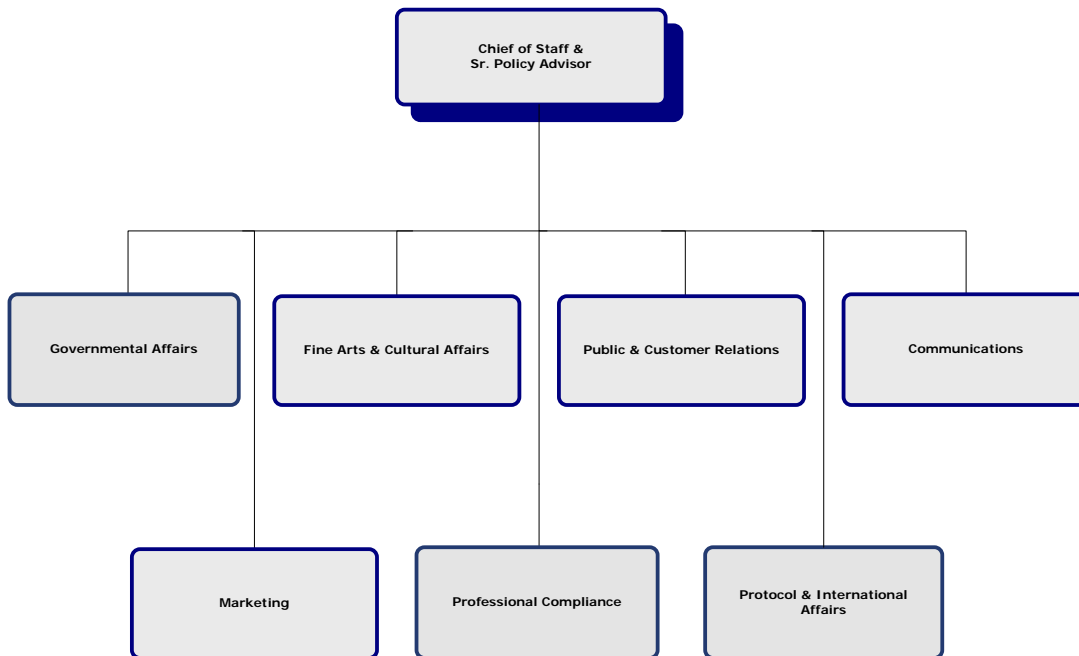 Chief of Staff &
Sr. Policy Advisor
Governmental Affairs
Fine Arts & Cultural Affairs
Public & Customer Relations
Communications
Marketing
Professional Compliance
Protocol & International
Affairs